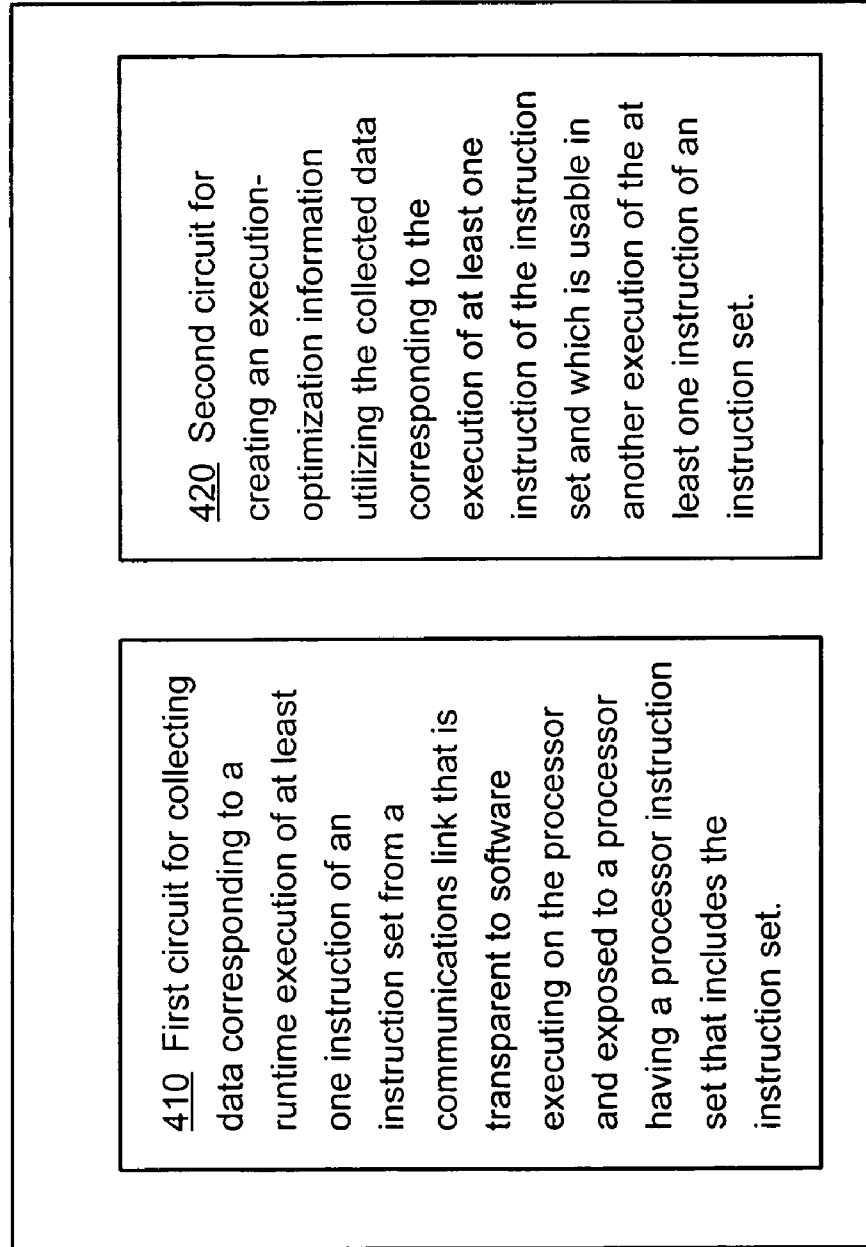 410 First circuit for collecting
data corresponding to a
runtime execution of at least
one instruction of an
instruction set from a
communications link that is
transparent to software
executing on the processor
and exposed to a processor
having a processor instruction
set that includes the
instruction set.
420 Second circuit for
creating an execution-
optimization information
utilizing the collected data
corresponding to the
execution of at least one
instruction of the instruction
set and which is usable in
another execution of the at
least one instruction of an
instruction set.